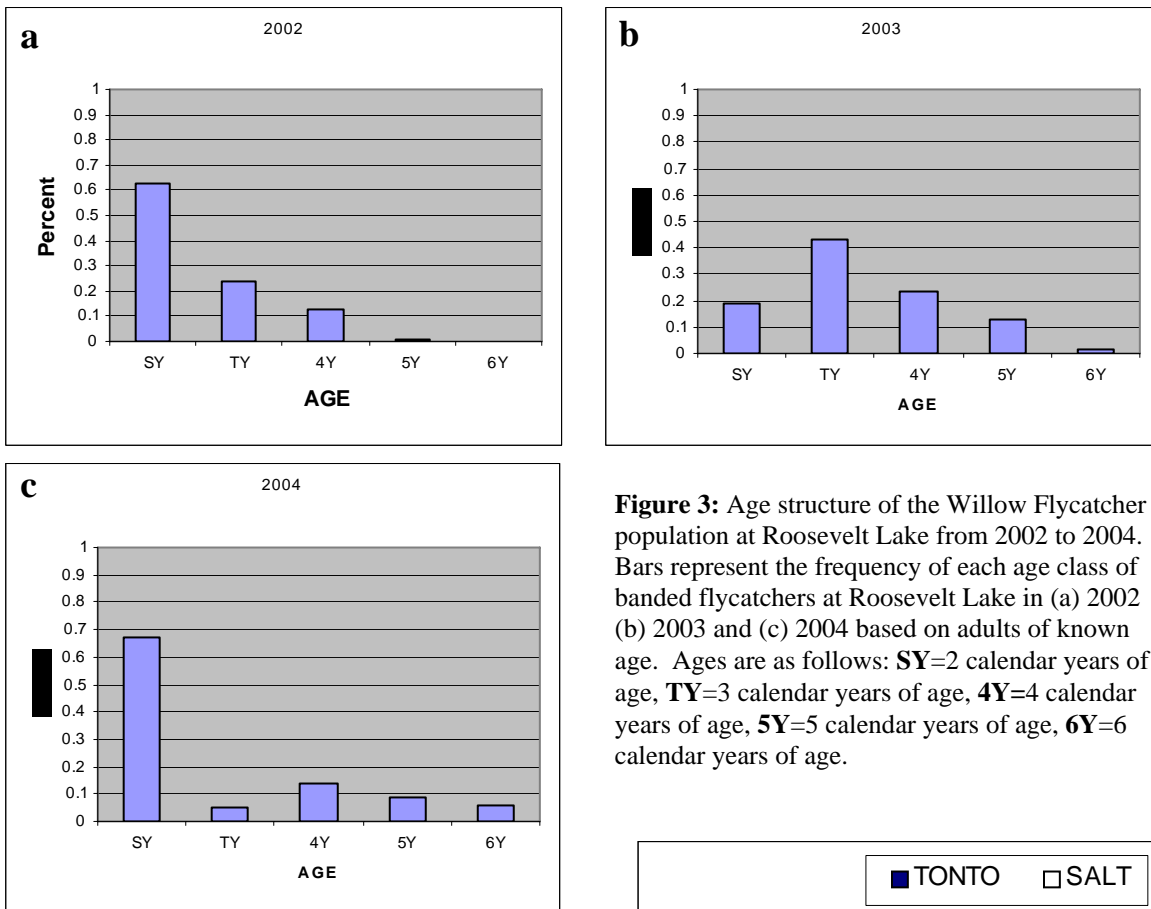 a
2002
1
0.9
0.8
0.7
0.6
0.5
0.4
0.3
0.2
0.1
0
Percent
SY TY 4Y 5Y 6Y
AGE
b
2003
1
0.9
0.8
0.7
0.6
0.5
0.4
0.3
0.2
0.1
0
SY TY 4Y 5Y 6Y
AGE
c
2004
1
0.9
0.8
0.7
0.6
0.5
0.4
0.3
0.2
0.1
0
SY TY 4Y 5Y 6Y
AGE
Figure 3: Age structure of the Willow Flycatcher
population at Roosevelt Lake from 2002 to 2004.
Bars represent the frequency of each age class of
banded flycatchers at Roosevelt Lake in (a) 2002
(b) 2003 and (c) 2004 based on adults of known
age. Ages are as follows: SY=2 calendar years of
age, TY=3 calendar years of age, 4Y=4 calendar
years of age, 5Y=5 calendar years of age, 6Y=6
calendar years of age.
TONTO SALT